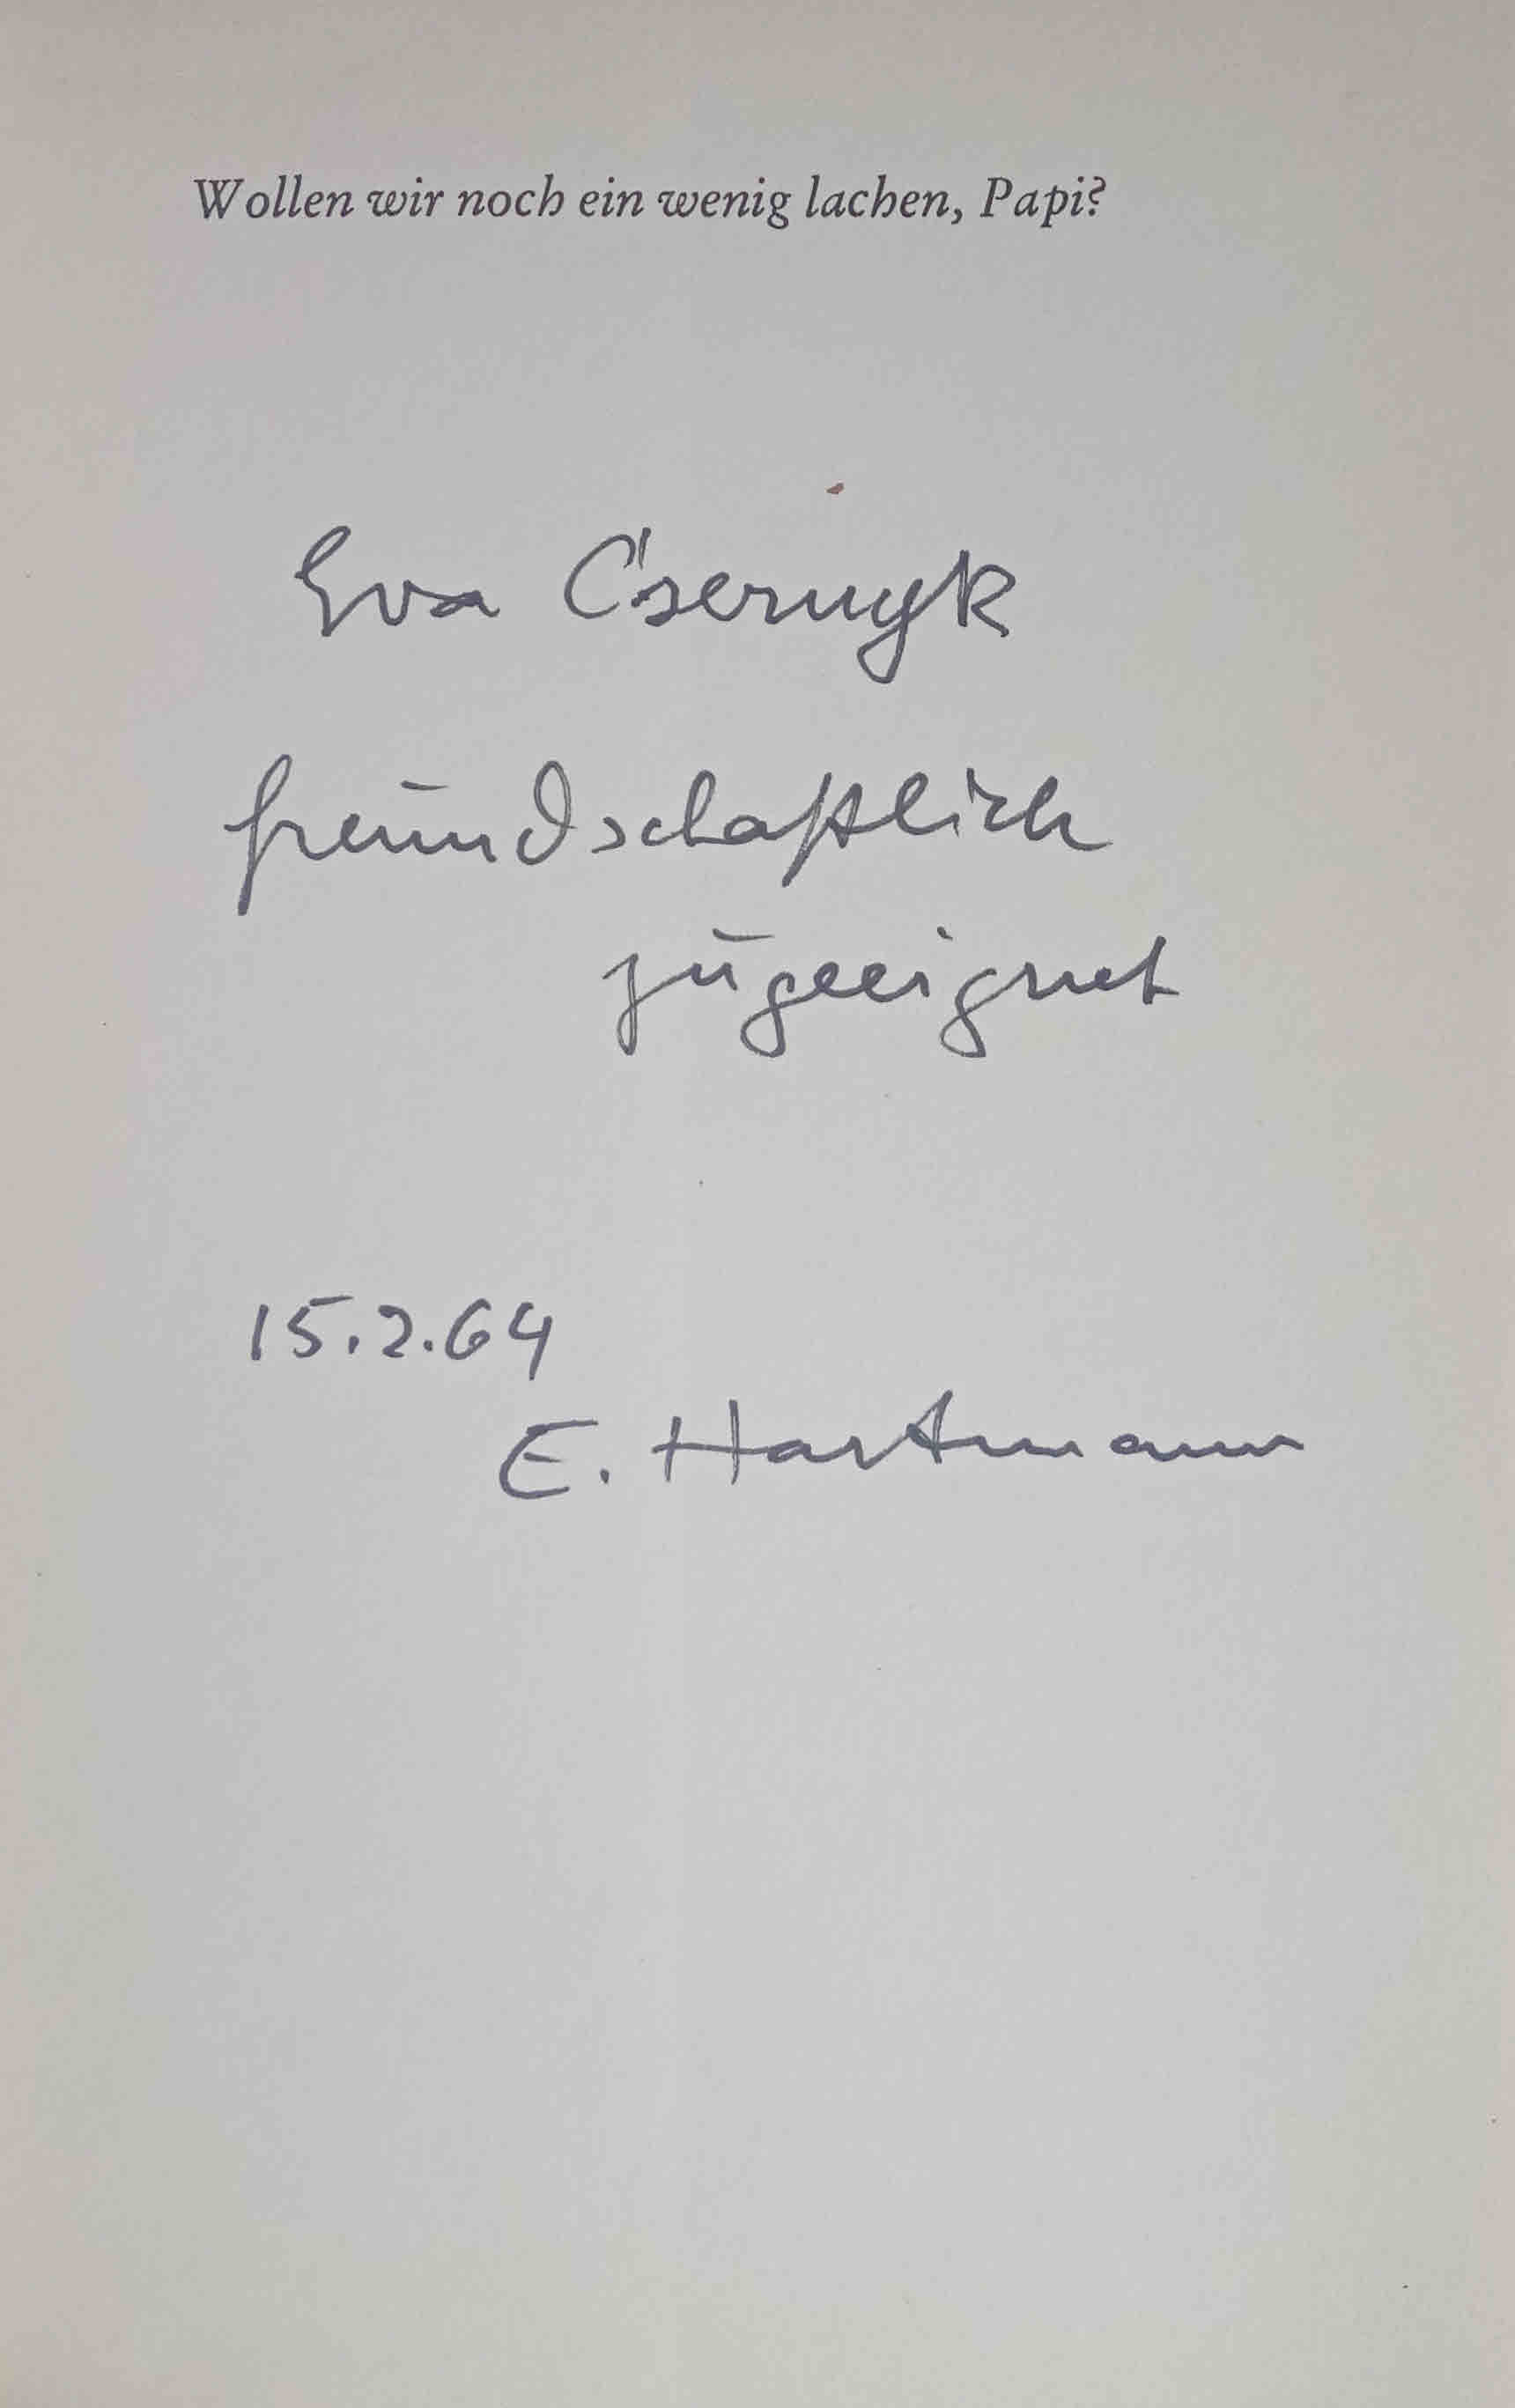 Wollen wir noch ein wenig lachen, Papi?
Eva Csernyk
freundschaftlich
zugeeignet
15.2.64
E. Hartmann